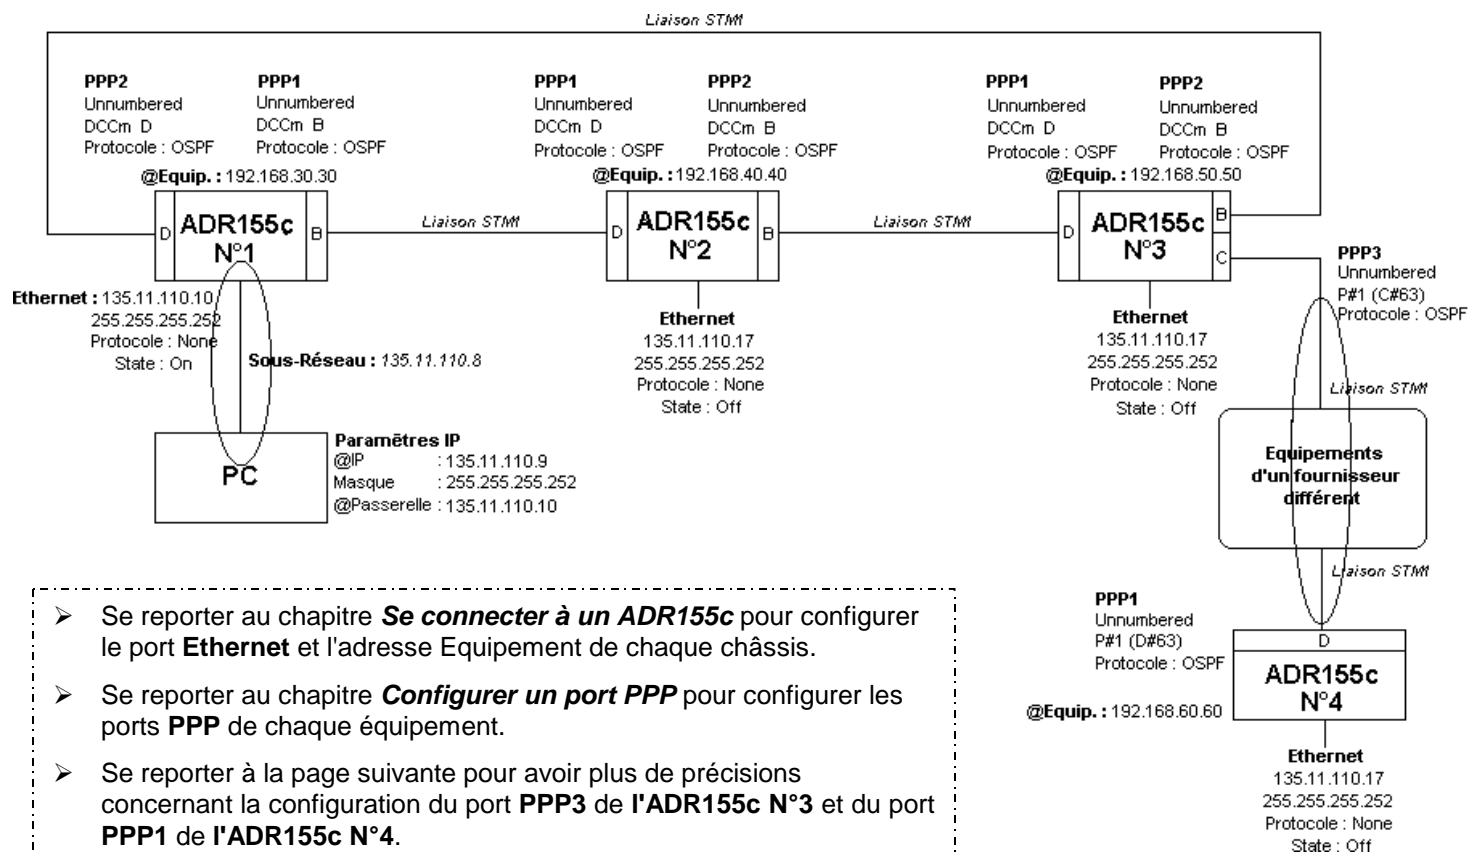 Liaison STM1
PPP2
Unnumbered
DCCm D
Protocole : OSPF
PPP1
Unnumbered
DCCm B
Protocole : OSPF
@Equip. : 192.168.30.30
PPP1
Unnumbered
DCCm D
Protocole : OSPF
PPP2
Unnumbered
DCCm B
Protocole : OSPF
@Equip. : 192.168.40.40
PPP1
Unnumbered
DCCm D
Protocole : OSPF
PPP2
Unnumbered
DCCm B
Protocole : OSPF
@Equip. : 192.168.50.50
D
ADR155c
N°1
B
Liaison STM1
D
ADR155c
N°2
B
Liaison STM1
D
ADR155c
N°3
B
C
PPP3
Unnumbered
P#1 (C#63)
Protocole : OSPF
Ethernet : 135.11.110.10
255.255.255.252
Protocole : None
State : On
Sous-Réseau : 135.11.110.8
Ethernet
135.11.110.17
255.255.255.252
Protocole : None
State : Off
Ethernet
135.11.110.17
255.255.255.252
Protocole : None
State : Off
Liaison STM1
PC
Paramètres IP
@IP : 135.11.110.9
Masque : 255.255.255.252
@Passerelle : 135.11.110.10
Equipements
d'un fournisseur
différent
Liaison STM1
PPP1
Unnumbered
P#1 (D#63)
Protocole : OSPF
D
ADR155c
N°4
@Equip. : 192.168.60.60
Ethernet
135.11.110.17
255.255.255.252
Protocole : None
State : Off
➢ Se reporter au chapitre Se connecter à un ADR155c pour configurer
le port Ethernet et l'adresse Equipement de chaque châssis.
➢ Se reporter au chapitre Configurer un port PPP pour configurer les
ports PPP de chaque équipement.
➢ Se reporter à la page suivante pour avoir plus de précisions
concernant la configuration du port PPP3 de l'ADR155c N°3 et du port
PPP1 de l'ADR155c N°4.